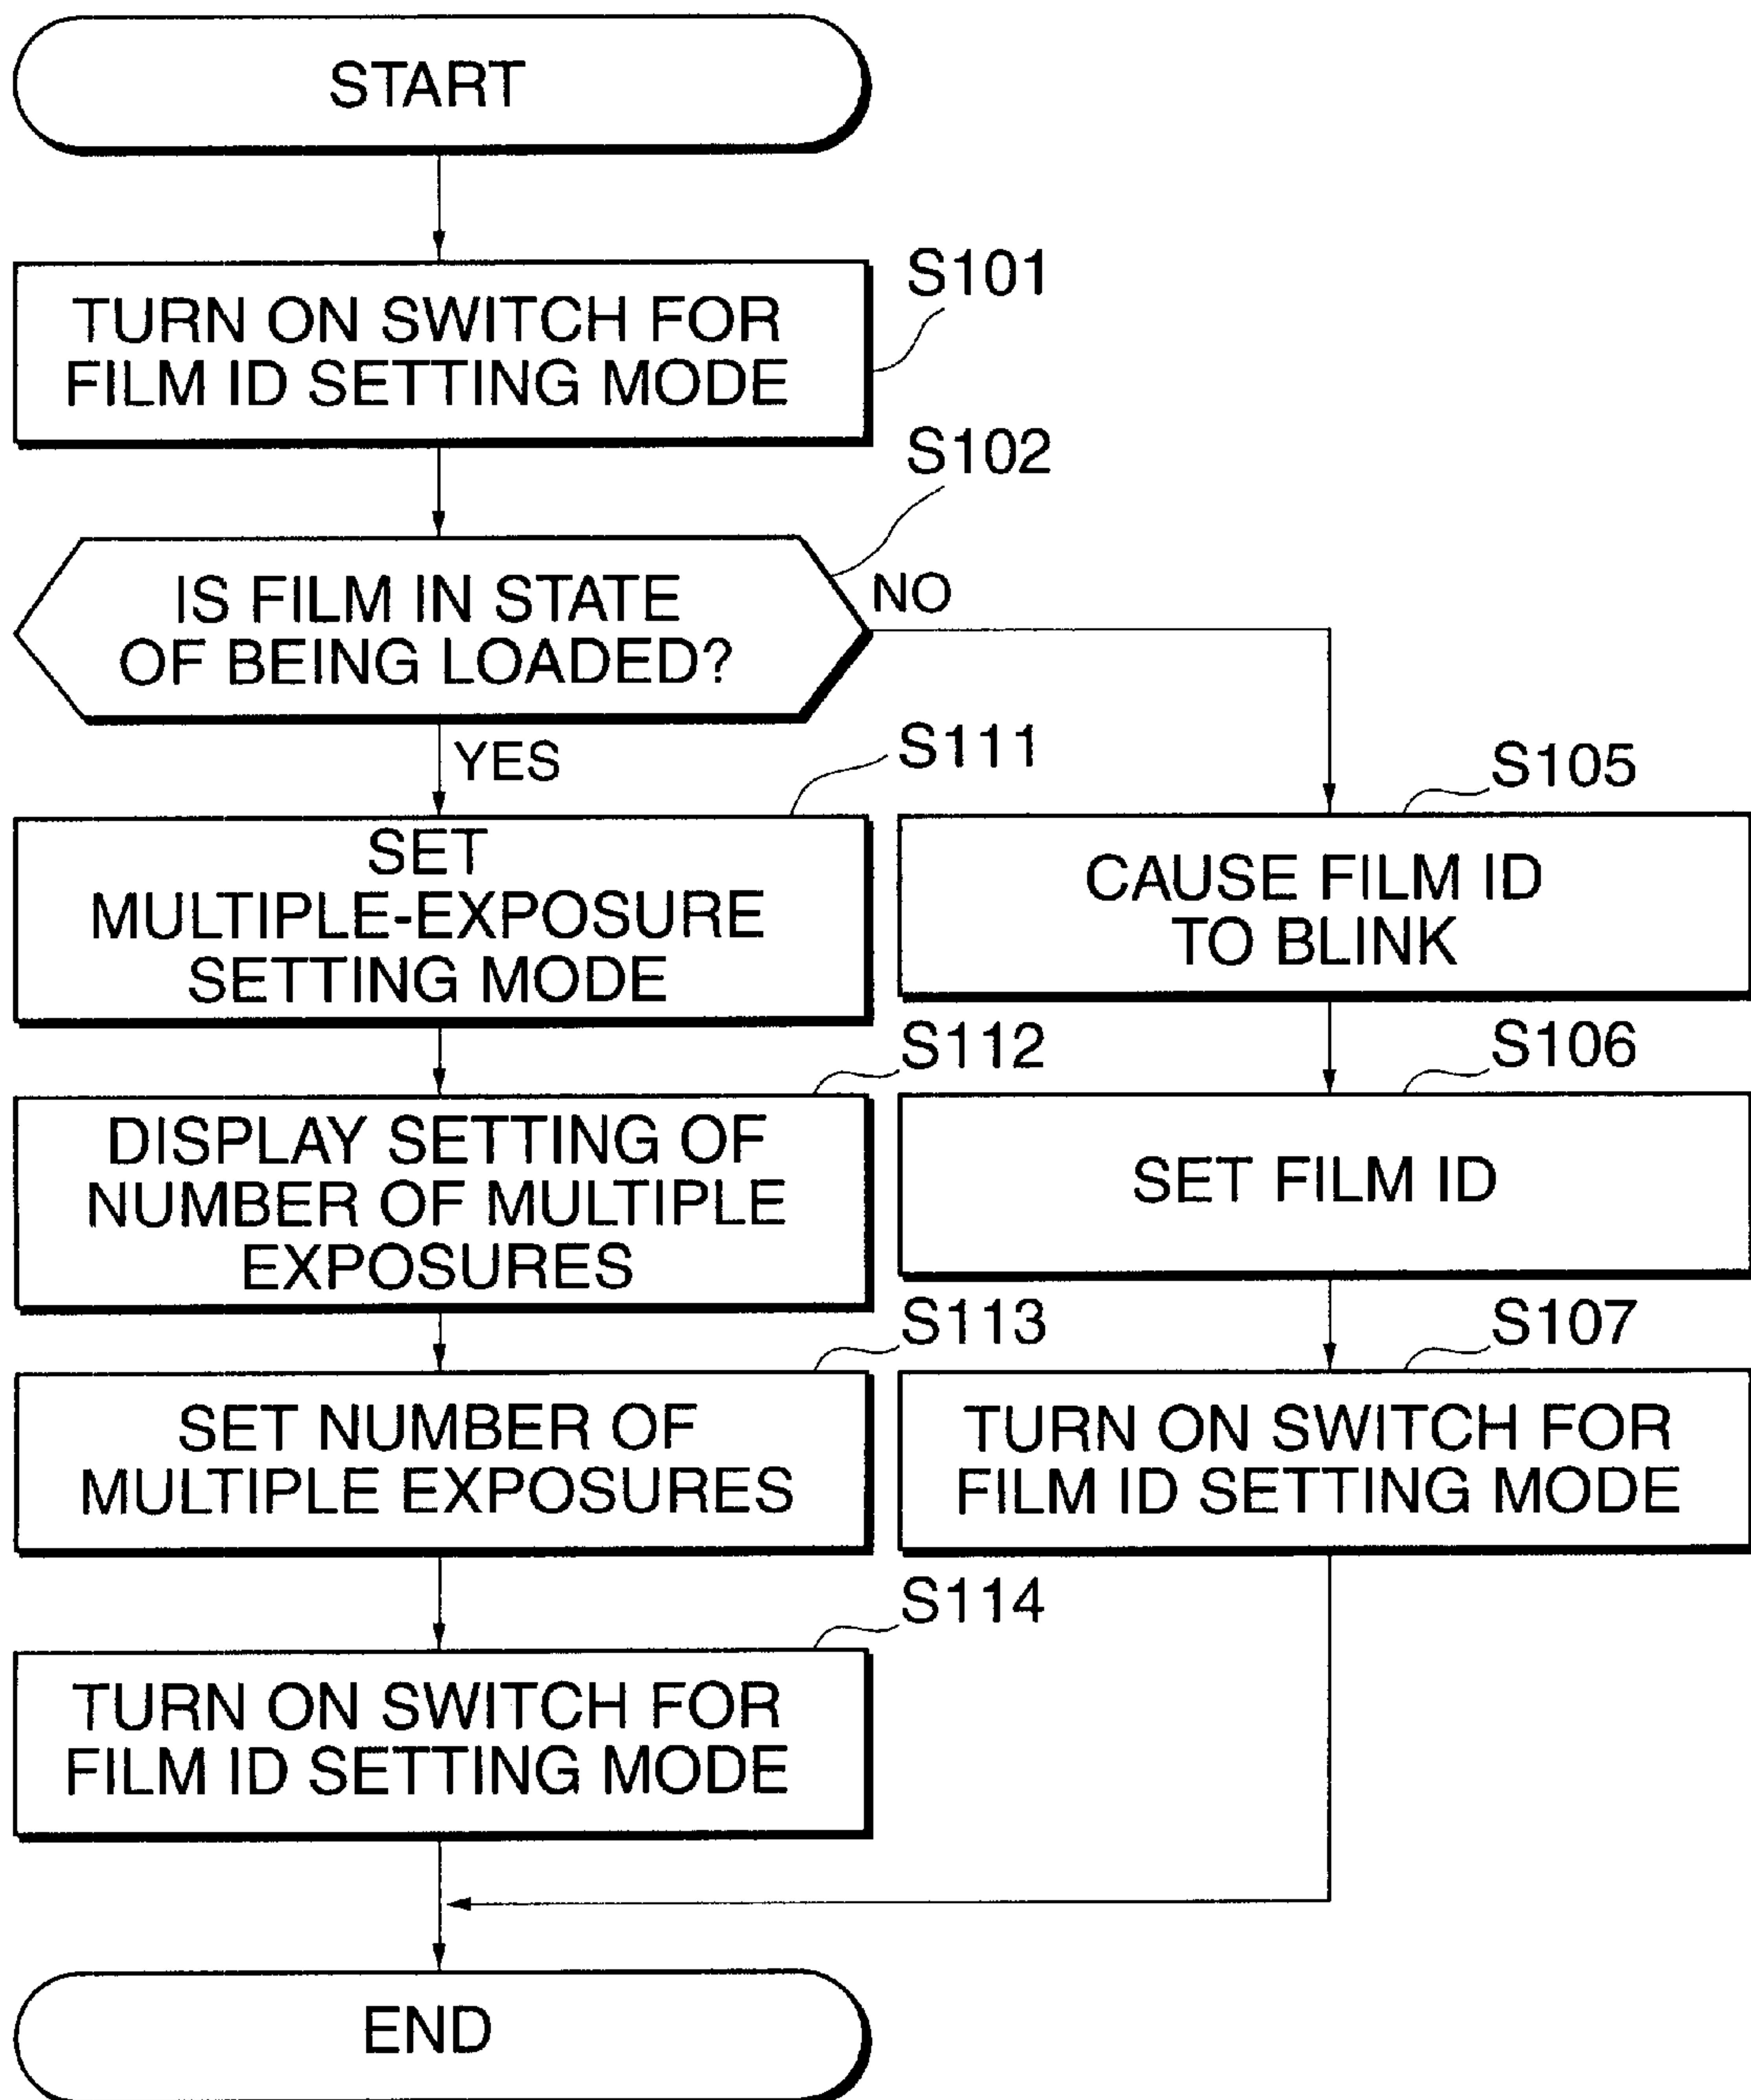 START
S101
TURN ON SWITCH FOR
FILM ID SETTING MODE
S102
IS FILM IN STATE
OF BEING LOADED?
NO
YES
S111
SET
MULTIPLE-EXPOSURE
SETTING MODE
S105
CAUSE FILM ID
TO BLINK
S112
DISPLAY SETTING OF
NUMBER OF MULTIPLE
EXPOSURES
S106
SET FILM ID
S113
SET NUMBER OF
MULTIPLE EXPOSURES
S107
TURN ON SWITCH FOR
FILM ID SETTING MODE
S114
TURN ON SWITCH FOR
FILM ID SETTING MODE
END